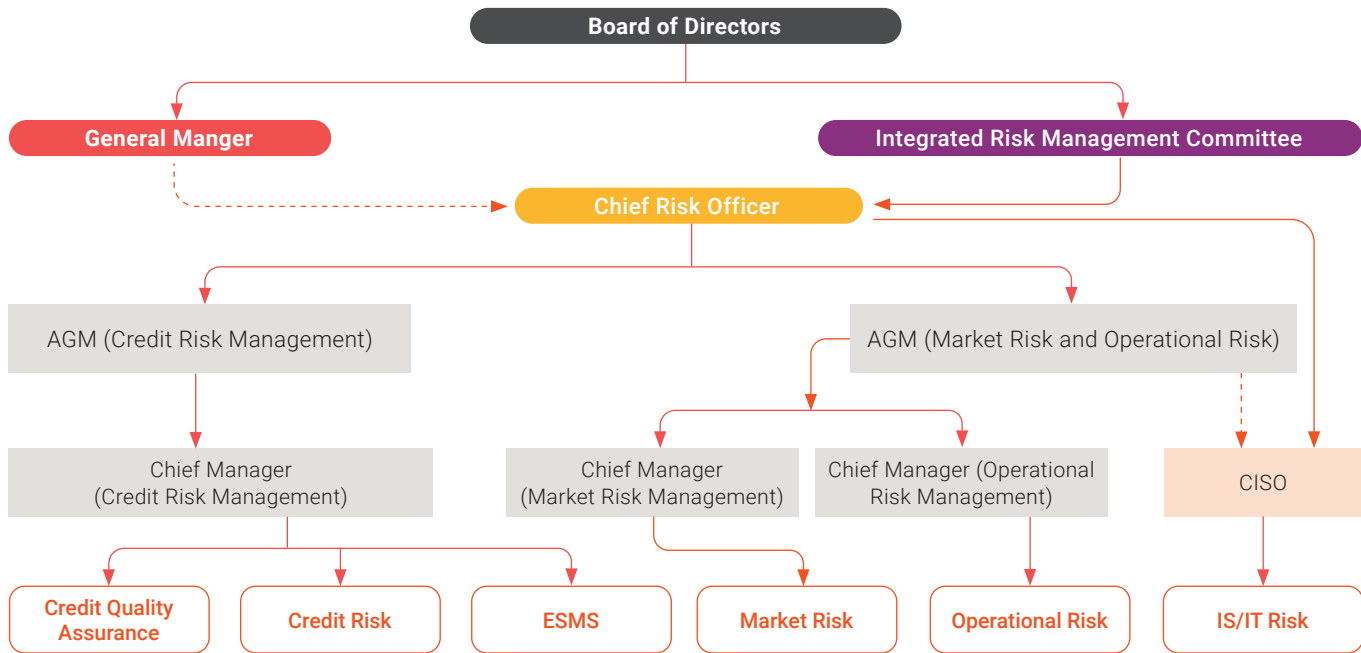 Board of Directors
General Manger
Integrated Risk Management Committee
Chief Risk Officer
AGM (Credit Risk Management)
AGM (Market Risk and Operational Risk)
Chief Manager
(Credit Risk Management)
Chief Manager
(Market Risk Management)
Chief Manager (Operational
Risk Management)
CISO
Credit Quality
Assurance
Credit Risk
ESMS
Market Risk
Operational Risk
IS/IT Risk